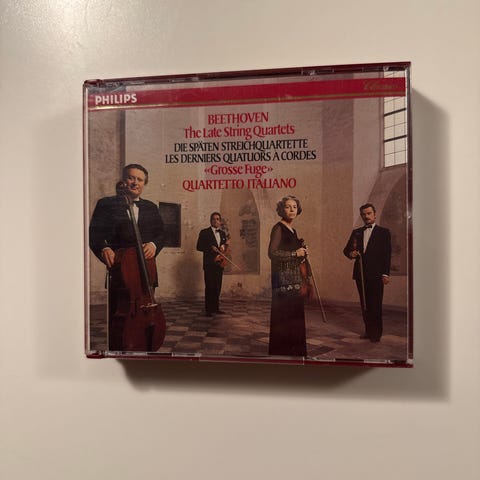 PHILIPS
Classics
BEETHOVEN
The Late String Quartets
DIE SPÄTEN STREICHQUARTETTE
LES DERNIERS QUATUORS À CORDES
«Grosse Fuge»
QUARTETTO ITALIANO